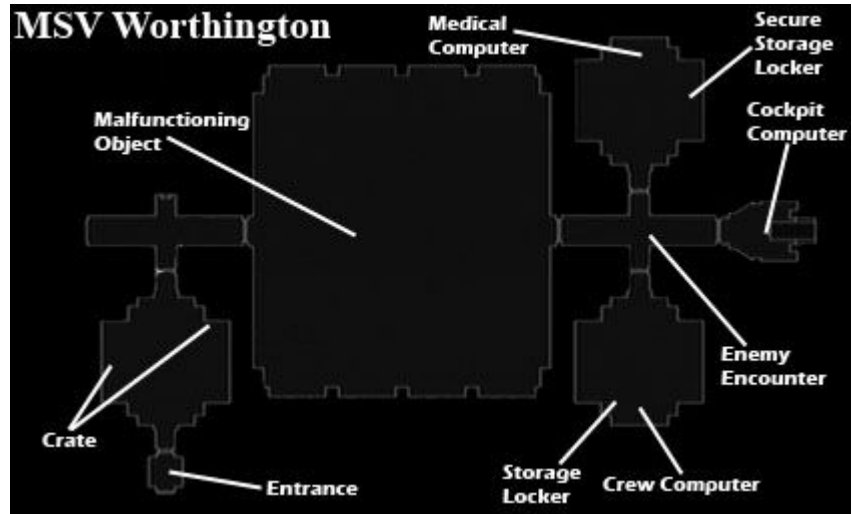 MSV Worthington
Medical
Computer
Secure
Storage
Locker
Cockpit
Computer
Malfunctioning
Object
Enemy
Encounter
Crate
Entrance
Storage
Locker
Crew Computer